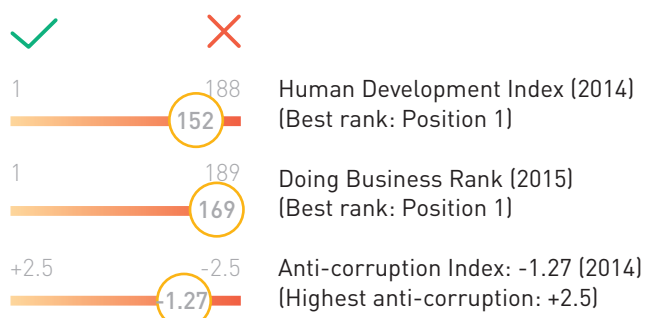 1 188
152
Human Development Index (2014)
(Best rank: Position 1)
1 189
169
Doing Business Rank (2015)
(Best rank: Position 1)
+2.5 -2.5
-1.27
Anti-corruption Index: -1.27 (2014)
(Highest anti-corruption: +2.5)